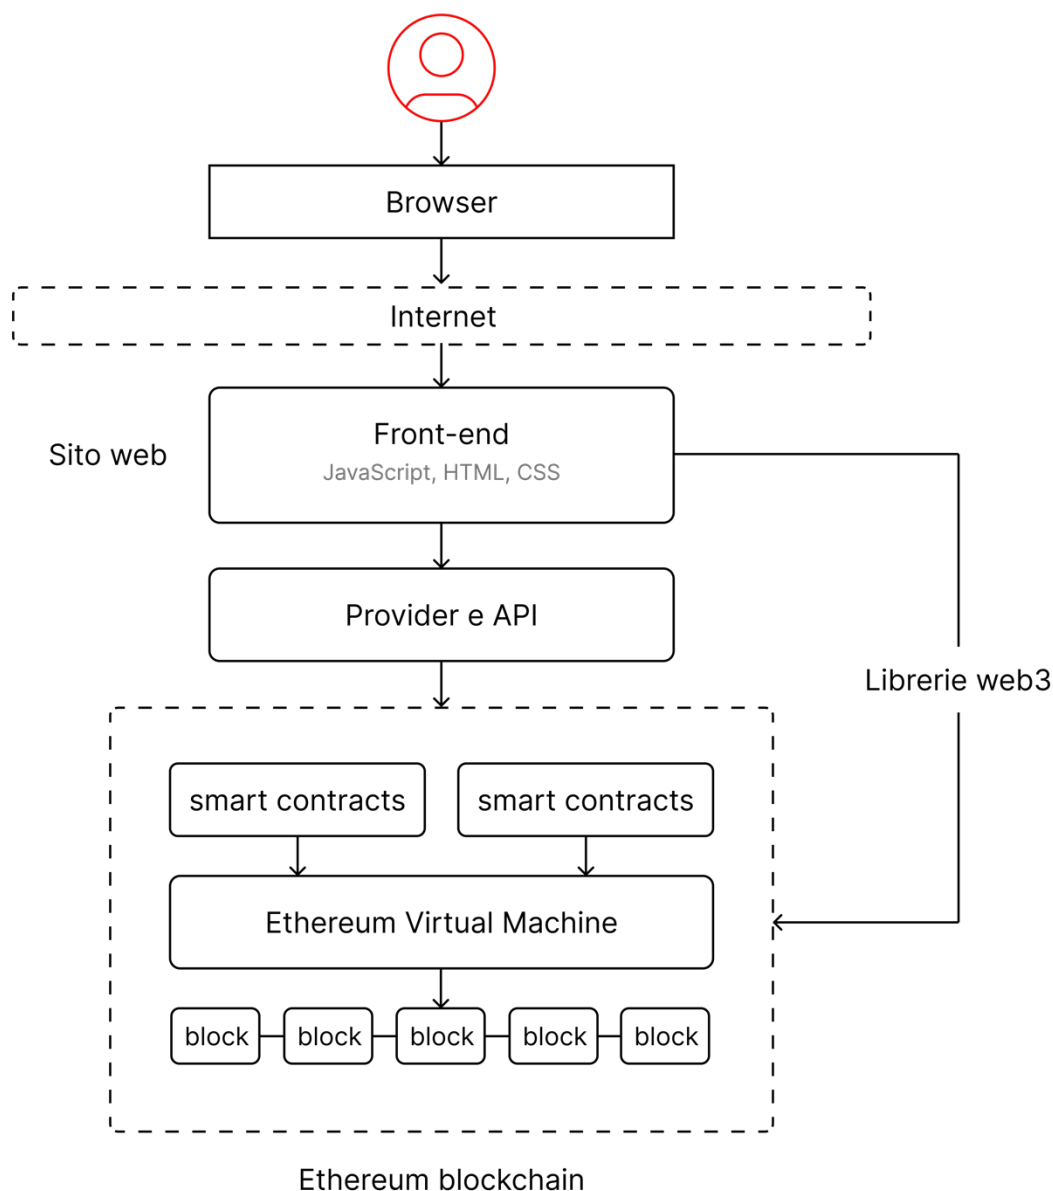 Browser
Internet
Sito web
Front-end
JavaScript, HTML, CSS
Provider e API
Librerie web3
smart contracts
smart contracts
Ethereum Virtual Machine
block
block
block
block
block
Ethereum blockchain